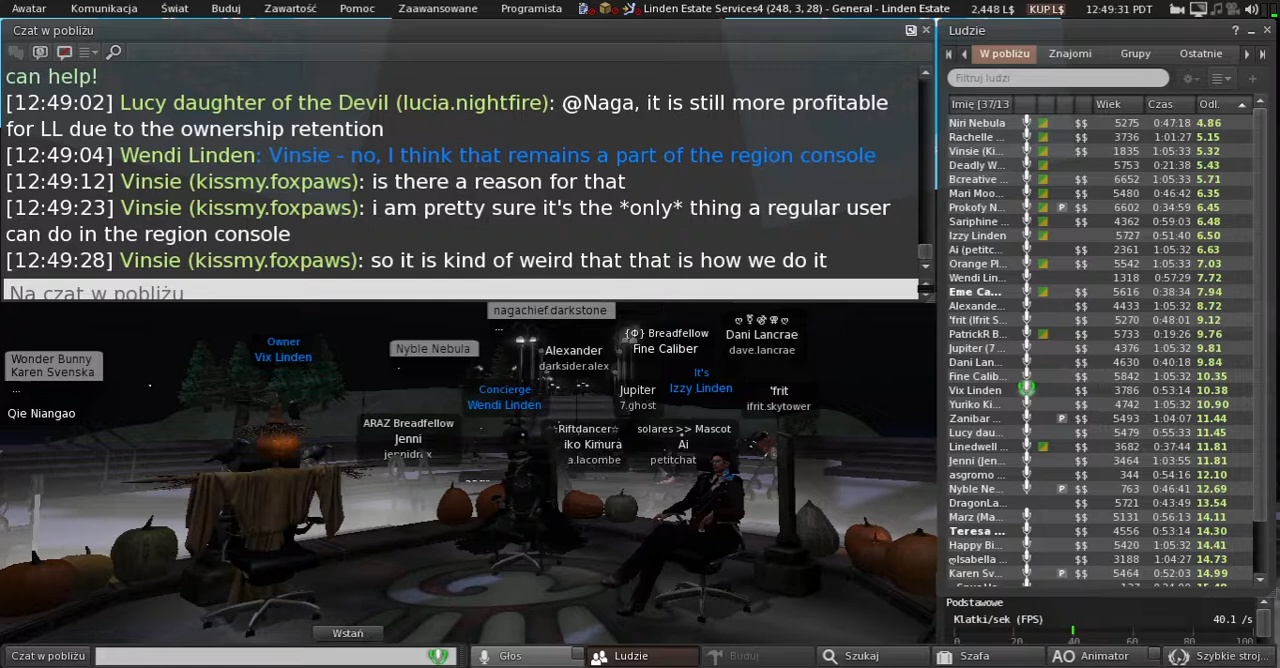 Awatar Komunikacja Świat Buduj Zawartość Pomoc Zaawansowane Programista Linden Estate Services4 (248, 3, 28) - General - Linden Estate 2,448 L$ KUP L$ 12:49:31 PDT
Czat w pobliżu
can help!
[12:49:02] Lucy daughter of the Devil (lucia.nightfire): @Naga, it is still more profitable
for LL due to the ownership retention
[12:49:04] Wendi Linden: Vinsie - no, I think that remains a part of the region console
[12:49:12] Vinsie (kissmy.foxpaws): is there a reason for that
[12:49:23] Vinsie (kissmy.foxpaws): i am pretty sure it's the *only* thing a regular user
can do in the region console
[12:49:28] Vinsie (kissmy.foxpaws): so it is kind of weird that that is how we do it
Na czat w pobliżu
nagachief.darkstone
...
Owner
Vix Linden
Nyble Nebula
Wonder Bunny
Karen Svenska
...
Qie Niangao
Alexander
darksider.alex
{Φ} Breadfellow
Fine Caliber
Dani Lancrae
dave.lancrae
Concierge
Wendi Linden
It's
Izzy Linden
Jupiter
7.ghost
'frit
ifrit.skytower
ARAZ Breadfellow
Jenni
jennidrax
☆Riftdancer☆
iko Kimura
a.lacombe
solares >> Mascot
Ai
petitchat
Wstań
Czat w pobliżu Głos Ludzie Buduj Szukaj Szafa AO Animator Szybkie stroj...
Ludzie
W pobliżu Znajomi Grupy Ostatnie
Filtruj ludzi
Imię [37/13 Wiek Czas Odl.
Niri Nebula $$ 5275 0:47:18 4.86
Rachelle ... $$ 3736 1:01:27 5.15
Vinsie (Ki... $$ 1835 1:05:32 5.32
Deadly W... 5753 0:21:38 5.43
Bcreative ... $$ 6652 1:05:32 5.71
Mari Moo... $$ 5480 0:46:42 6.35
Prokofy N... P $$ 6602 0:34:59 6.45
Sariphine ... $$ 4362 0:59:03 6.48
Izzy Linden 5727 0:51:40 6.50
Ai (petitc... $$ 2361 1:05:32 6.63
Orange Pl... $$ 5542 1:05:33 7.03
Wendi Lin... 1318 0:57:29 7.72
Eme Ca... $$ 5616 0:38:34 7.94
Alexande... $$ 4433 1:05:32 8.72
'frit (Ifrit S... $$ 5270 0:48:01 9.12
PatrickR B... $$ 5733 0:19:26 9.76
Jupiter (7 ... $$ 4376 1:05:32 9.81
Dani Lan... $$ 4630 0:40:18 9.84
Fine Calib... $$ 5842 1:05:32 10.35
Vix Linden $$ 3786 0:53:14 10.38
Yuriko Ki... $$ 4742 1:05:32 10.90
Zanibar ... P $$ 5493 1:07:04 11.44
Lucy dau... $$ 5479 0:55:33 11.45
Linedwell ... $$ 3682 0:37:44 11.81
Jenni (Jen... $$ 3464 1:03:55 11.81
asgromo ... $$ 344 0:54:16 12.10
Nyble Ne... P $$ 763 0:46:41 12.69
DragonLa... $$ 5721 0:43:49 13.54
Marz (Ma... $$ 5131 0:56:13 14.11
Teresa ... $$ 4556 0:53:14 14.30
Happy Bi... $$ 5420 1:05:32 14.41
ღIsabella ... $$ 3188 1:04:27 14.73
Karen Sv... P $$ 5464 0:52:03 14.99
Podstawowe
Klatki/sek (FPS) 40.1 /s
0 20 40 60 80 100